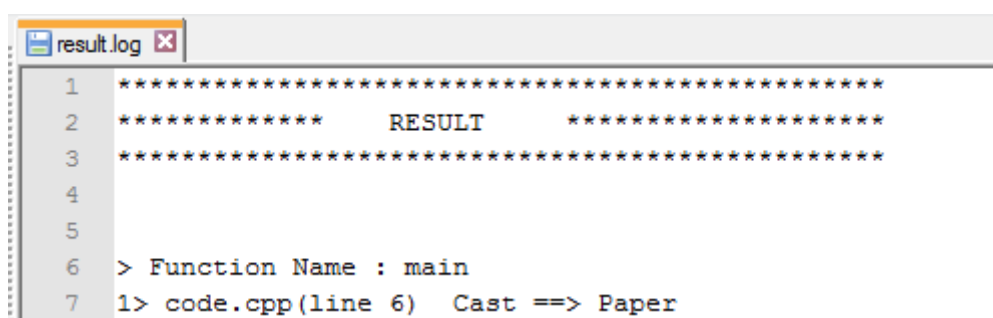 result.log
1 ************************************************
2 *************    RESULT     ********************
3 ************************************************
4
5
6 > Function Name : main
7 1> code.cpp(line 6)  Cast ==> Paper